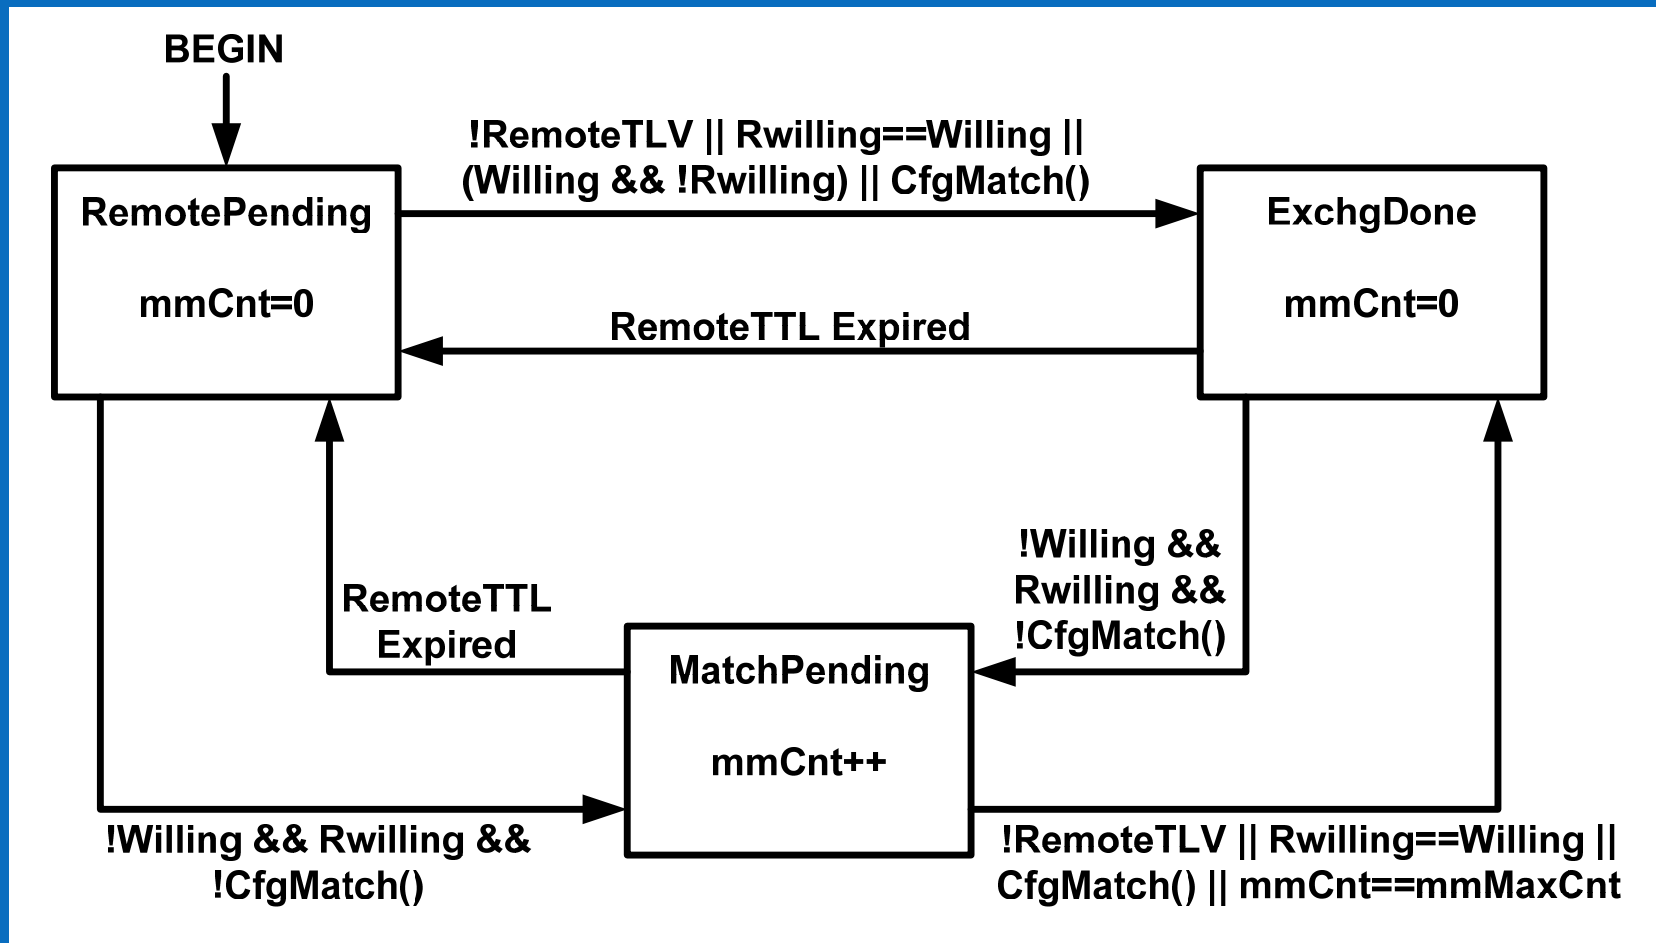 BEGIN
!RemoteTLV || Rwilling==Willing ||
(Willing && !Rwilling) || CfgMatch()
RemotePending
mmCnt=0
ExchgDone
mmCnt=0
RemoteTTL Expired
!Willing &&
Rwilling &&
!CfgMatch()
RemoteTTL
Expired
MatchPending
mmCnt++
!Willing && Rwilling &&
!CfgMatch()
!RemoteTLV || Rwilling==Willing ||
CfgMatch() || mmCnt==mmMaxCnt